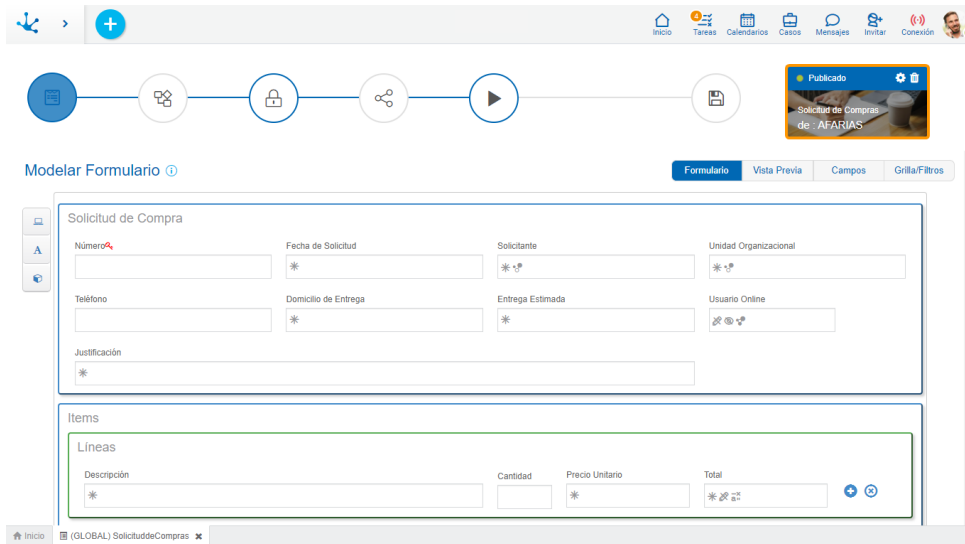 4
Inicio Tareas Calendarios Casos Mensajes Invitar Conexión
Publicado
Solicitud de Compras
de : AFARIAS
Modelar Formulario
Formulario Vista Previa Campos Grilla/Filtros
Solicitud de Compra
Número Fecha de Solicitud Solicitante Unidad Organizacional
Teléfono Domicilio de Entrega Entrega Estimada Usuario Online
A
Justificación
Items
Líneas
Descripción Cantidad Precio Unitario Total
Inicio (GLOBAL) SolicituddeCompras